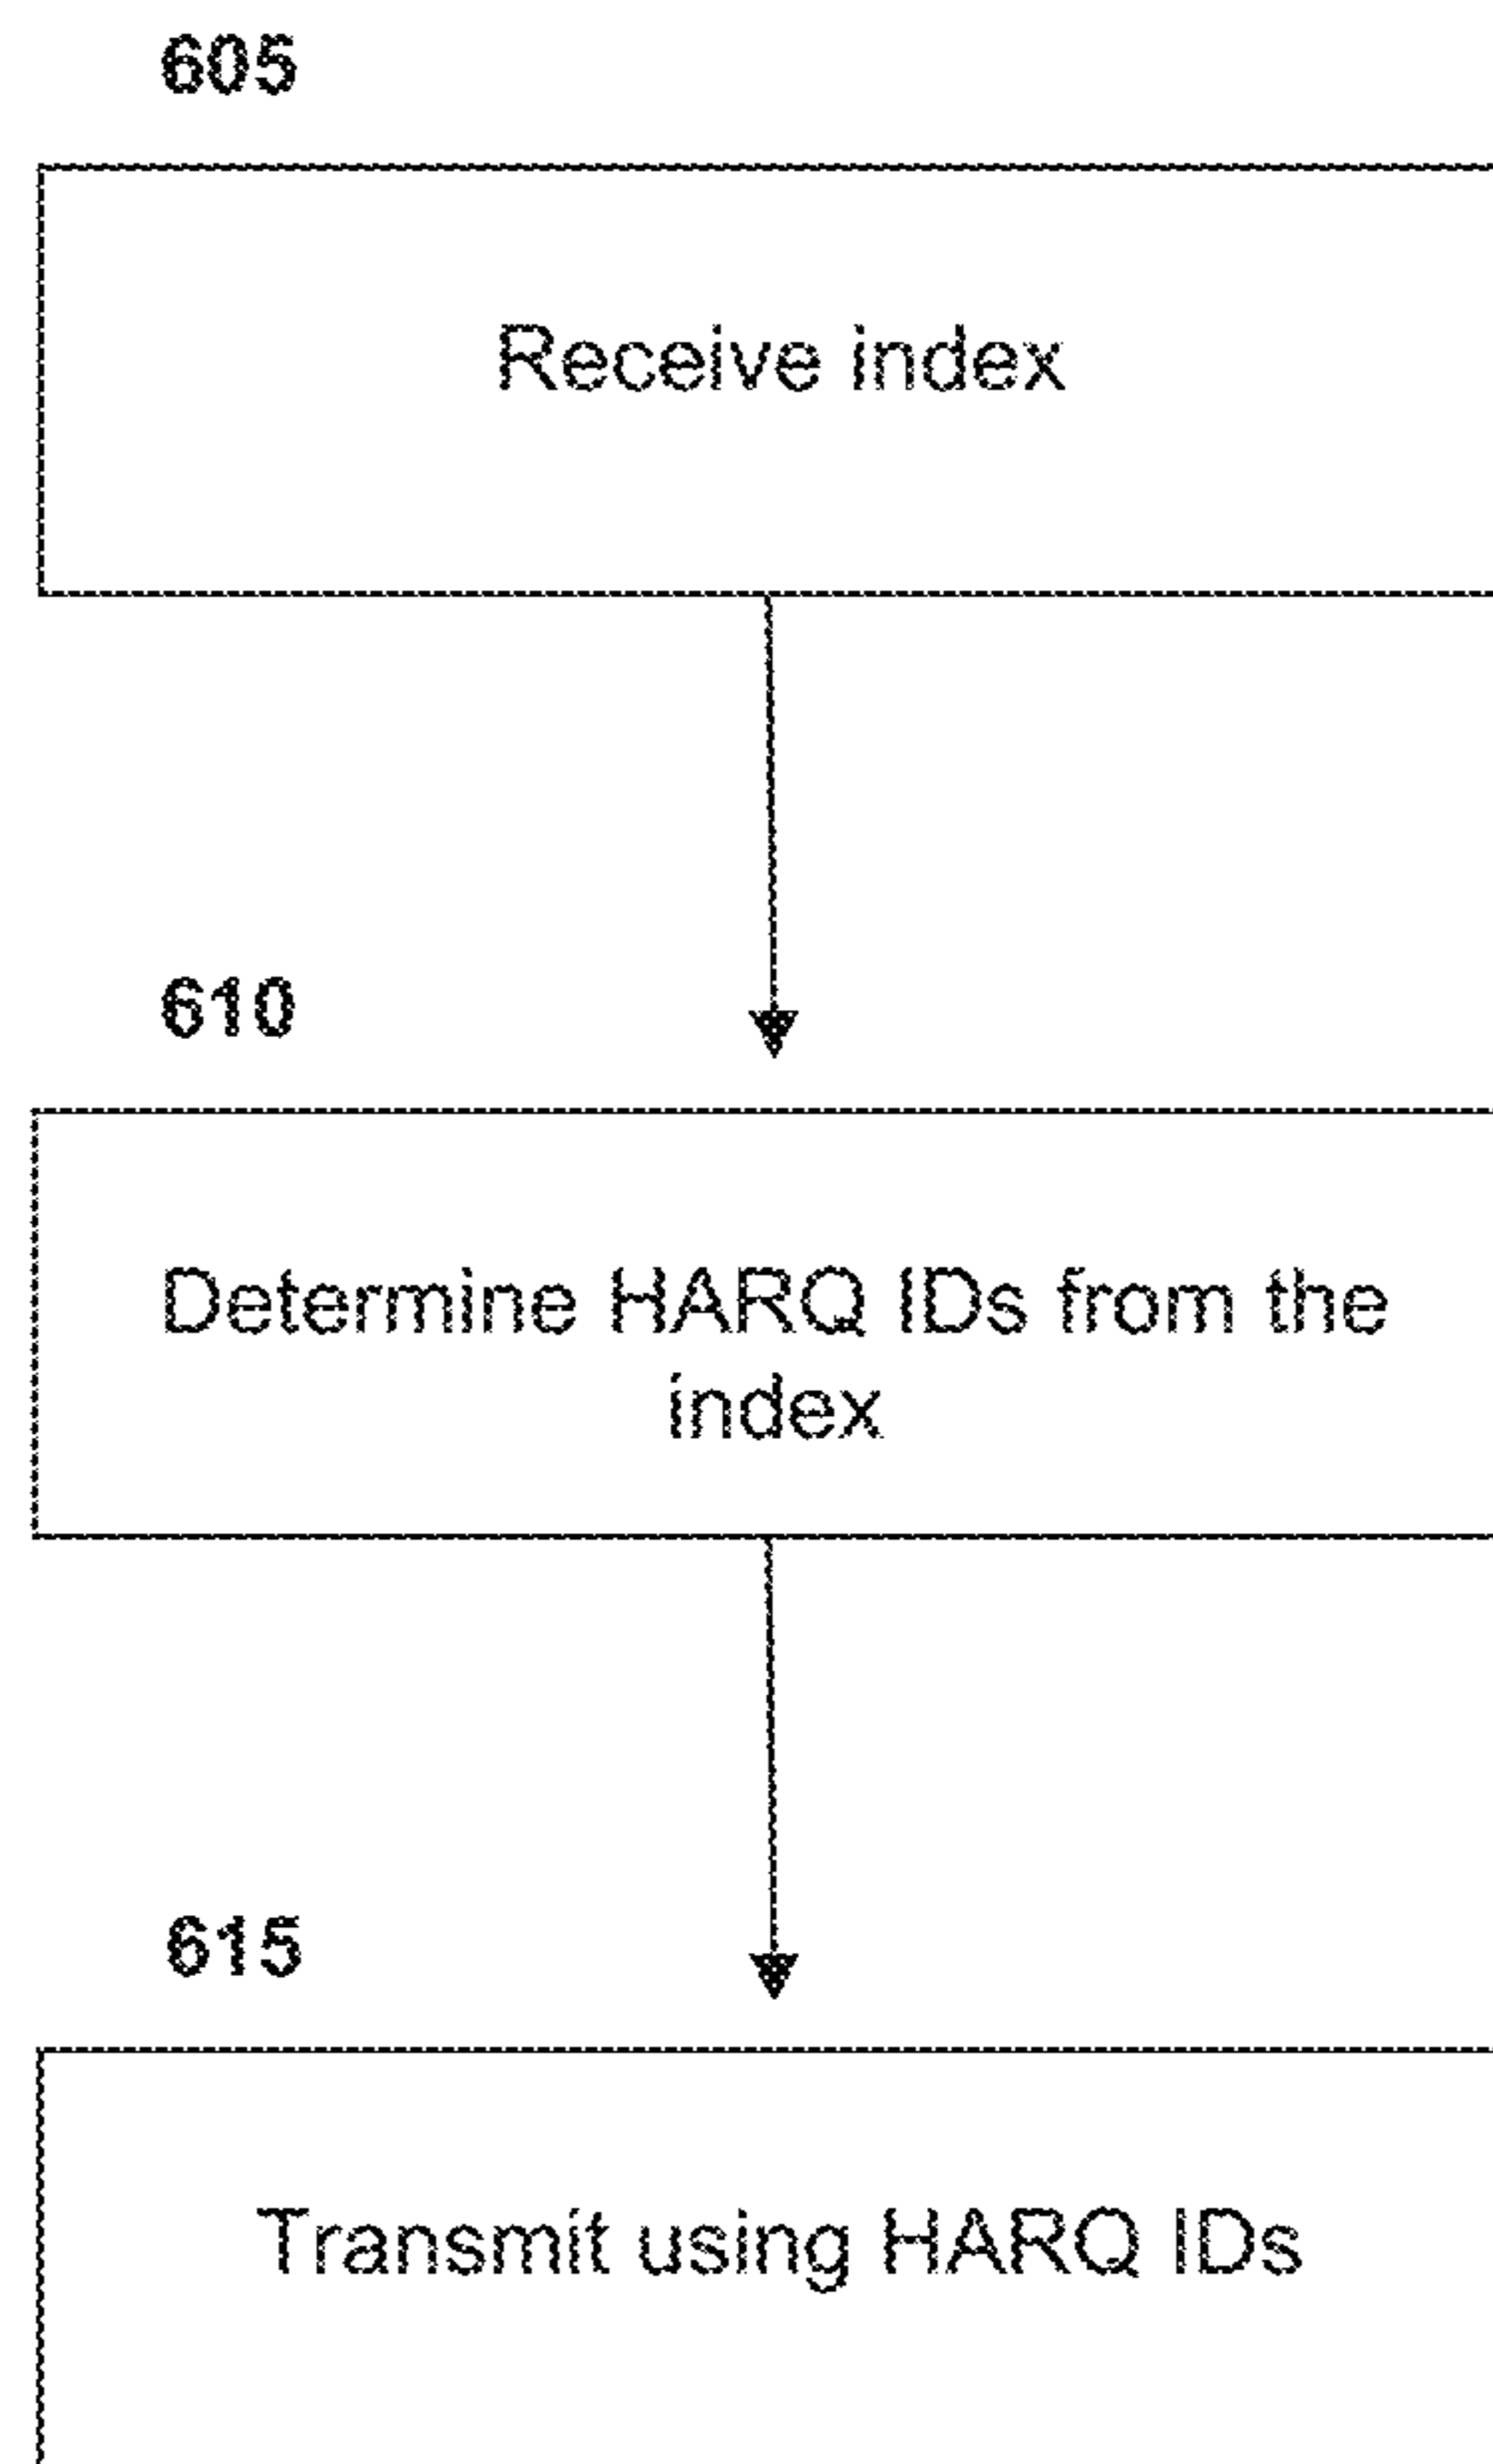 605
Receive index
610
Determine HARQ IDs from the
index
615
Transmit using HARQ IDs